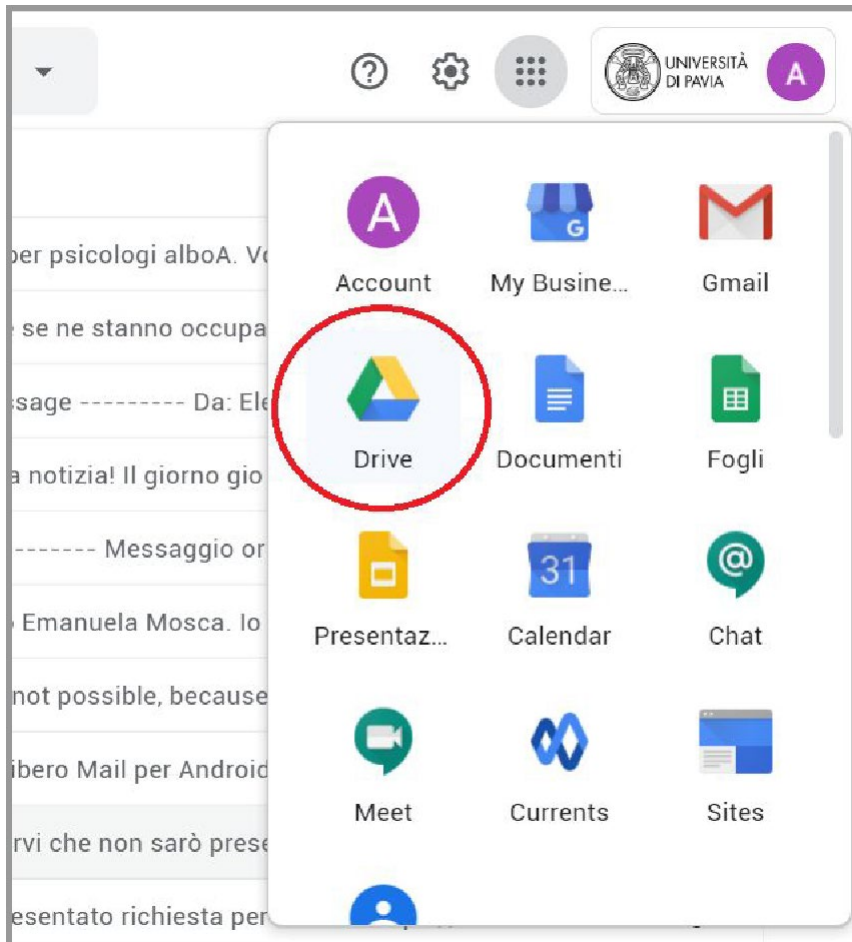 UNIVERSITÀ
DI PAVIA
A
A
G
Account
My Busine...
Gmail
per psicologi alboA. Vo
se ne stanno occupa
Drive
Documenti
Fogli
ssage --------- Da: Ele
a notizia! Il giorno gio
31
@
------- Messaggio or
Presentaz...
Calendar
Chat
Emanuela Mosca. Io
not possible, because
ibero Mail per Android
Meet
Currents
Sites
rvi che non sarò prese
esentato richiesta per